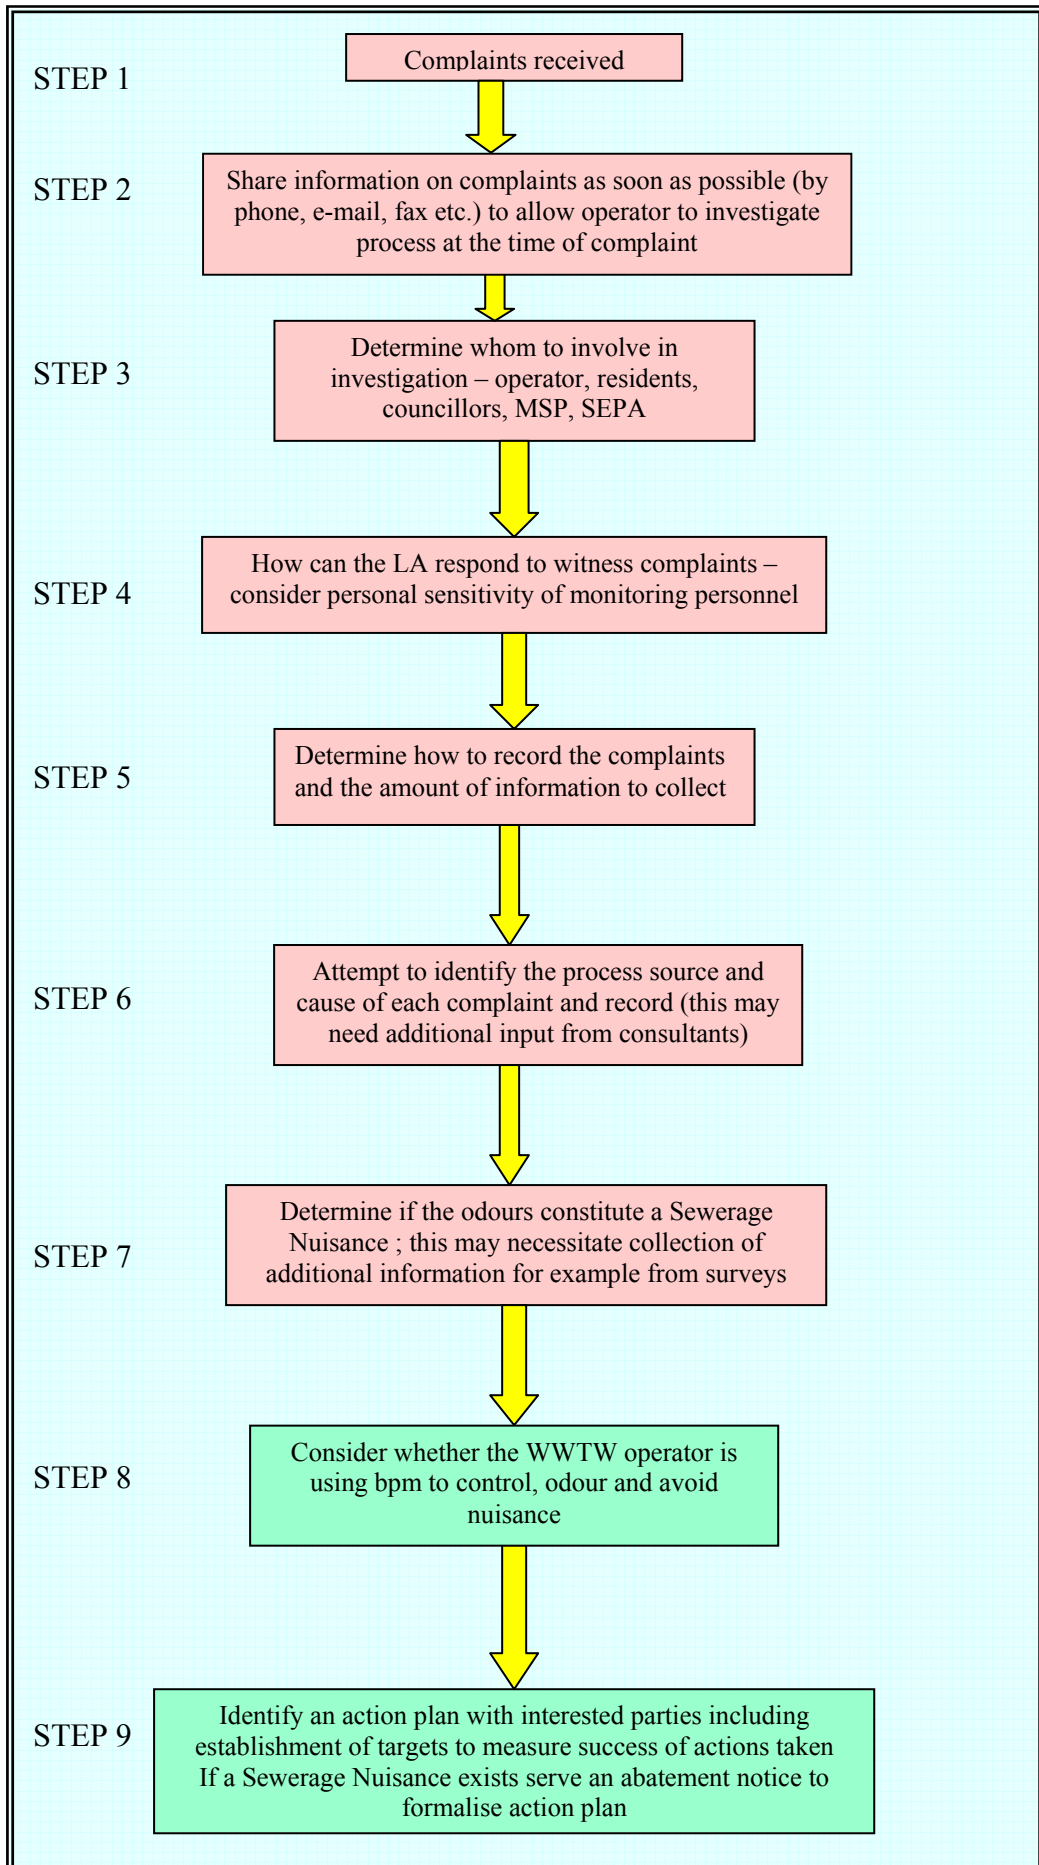 STEP 1
Complaints received
STEP 2
Share information on complaints as soon as possible (by
phone, e-mail, fax etc.) to allow operator to investigate
process at the time of complaint
STEP 3
Determine whom to involve in
investigation – operator, residents,
councillors, MSP, SEPA
STEP 4
How can the LA respond to witness complaints –
consider personal sensitivity of monitoring personnel
STEP 5
Determine how to record the complaints
and the amount of information to collect
STEP 6
Attempt to identify the process source and
cause of each complaint and record (this may
need additional input from consultants)
STEP 7
Determine if the odours constitute a Sewerage
Nuisance ; this may necessitate collection of
additional information for example from surveys
STEP 8
Consider whether the WWTW operator is
using bpm to control, odour and avoid
nuisance
STEP 9
Identify an action plan with interested parties including
establishment of targets to measure success of actions taken
If a Sewerage Nuisance exists serve an abatement notice to
formalise action plan